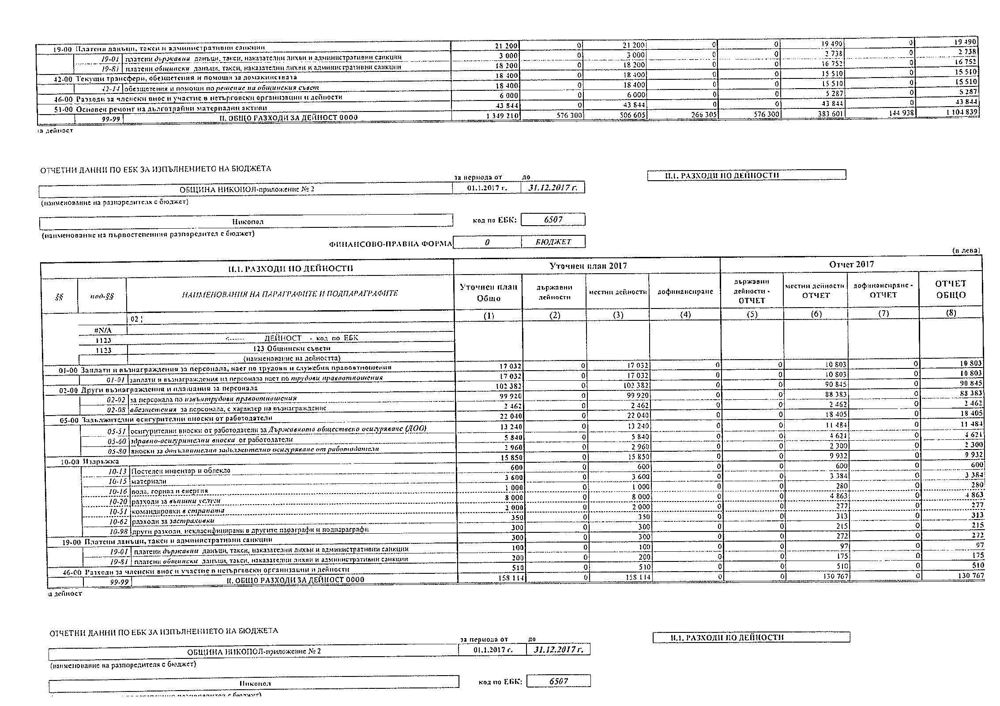 19-00 Платени данъци, такси и административни санкции 21 200 0 21 200 0 0 19 490 0 19 490
19-01 платени държавни данъци, такси, наказателни лихви и административни санкции 3 000 0 3 000 0 0 2 738 0 2 738
19-81 платени общински данъци, такси, наказателни лихви и административни санкции 18 200 0 18 200 0 0 16 752 0 16 752
42-00 Текущи трансфери, обезщетения и помощи за домакинствата 18 400 0 18 400 0 0 15 510 0 15 510
42-14 обезщетения и помощи по решение на общинския съвет 18 400 0 18 400 0 0 15 510 0 15 510
46-00 Разходи за членски внос и участие в нетърговски организации и дейности 6 000 0 6 000 0 0 5 287 0 5 287
51-00 Основен ремонт на дълготрайни материални активи 43 844 0 43 844 0 0 43 844 0 43 844
99-99 II. ОБЩО РАЗХОДИ ЗА ДЕЙНОСТ 0000 1 349 210 576 300 506 605 266 305 576 300 383 601 144 938 1 104 839
а дейност
ОТЧЕТНИ ДАННИ ПО ЕБК ЗА ИЗПЪЛНЕНИЕТО НА БЮДЖЕТА
за периода от до II.1. РАЗХОДИ ПО ДЕЙНОСТИ
ОБЩИНА НИКОПОЛ-приложение № 2 01.1.2017 г. 31.12.2017 г.
(наименование на разпоредителя с бюджет)
Никопол код по ЕБК: 6507
(наименование на първостепенния разпоредител с бюджет)
ФИНАНСОВО-ПРАВНА ФОРМА 0 БЮДЖЕТ
(в лева)
II.1. РАЗХОДИ ПО ДЕЙНОСТИ Уточнен план 2017 Отчет 2017
§§ под-§§ НАИМЕНОВАНИЯ НА ПАРАГРАФИТЕ И ПОДПАРАГРАФИТЕ Уточнен план Общо държавни дейности местни дейности дофинансиране държавни дейности - ОТЧЕТ местни дейности ОТЧЕТ дофинансиране - ОТЧЕТ ОТЧЕТ ОБЩО
02 ¦ (1) (2) (3) (4) (5) (6) (7) (8)
#N/A
1123 <------ ДЕЙНОСТ - код по ЕБК
1123 123 Общински съвети
(наименование на дейността)
01-00 Заплати и възнаграждения за персонала, нает по трудови и служебни правоотношения 17 032 0 17 032 0 0 10 803 0 10 803
01-01 заплати и възнаграждения на персонала нает по трудови правоотношения 17 032 0 17 032 0 0 10 803 0 10 803
02-00 Други възнаграждения и плащания за персонала 102 382 0 102 382 0 0 90 845 0 90 845
02-02 за персонала по извънтрудови правоотношения 99 920 0 99 920 0 0 88 383 0 88 383
02-08 обезщетения за персонала, с характер на възнаграждение 2 462 0 2 462 0 0 2 462 0 2 462
05-00 Задължителни осигурителни вноски от работодатели 22 040 0 22 040 0 0 18 405 0 18 405
05-51 осигурителни вноски от работодатели за Държавното обществено осигуряване (ДОО) 13 240 0 13 240 0 0 11 484 0 11 484
05-60 здравно-осигурителни вноски от работодатели 5 840 0 5 840 0 0 4 621 0 4 621
05-80 вноски за допълнително задължително осигуряване от работодатели 2 960 0 2 960 0 0 2 300 0 2 300
10-00 Издръжка 15 850 0 15 850 0 0 9 932 0 9 932
10-13 Постелен инвентар и облекло 600 0 600 0 0 600 0 600
10-15 материали 3 600 0 3 600 0 0 3 384 0 3 384
10-16 вода, горива и енергия 1 000 0 1 000 0 0 280 0 280
10-20 разходи за външни услуги 8 000 0 8 000 0 0 4 863 0 4 863
10-51 командировки в страната 2 000 0 2 000 0 0 277 0 277
10-62 разходи за застраховки 350 0 350 0 0 313 0 313
10-98 други разходи, некласифицирани в другите параграфи и подпараграфи 300 0 300 0 0 215 0 215
19-00 Платени данъци, такси и административни санкции 300 0 300 0 0 272 0 272
19-01 платени държавни данъци, такси, наказателни лихви и административни санкции 100 0 100 0 0 97 0 97
19-81 платени общински данъци, такси, наказателни лихви и административни санкции 200 0 200 0 0 175 0 175
46-00 Разходи за членски внос и участие в нетърговски организации и дейности 510 0 510 0 0 510 0 510
99-99 II. ОБЩО РАЗХОДИ ЗА ДЕЙНОСТ 0000 158 114 0 158 114 0 0 130 767 0 130 767
а дейност
ОТЧЕТНИ ДАННИ ПО ЕБК ЗА ИЗПЪЛНЕНИЕТО НА БЮДЖЕТА
за периода от до II.1. РАЗХОДИ ПО ДЕЙНОСТИ
ОБЩИНА НИКОПОЛ-приложение № 2 01.1.2017 г. 31.12.2017 г.
(наименование на разпоредителя с бюджет)
Никопол код по ЕБК: 6507
разпоредител с бюджет)